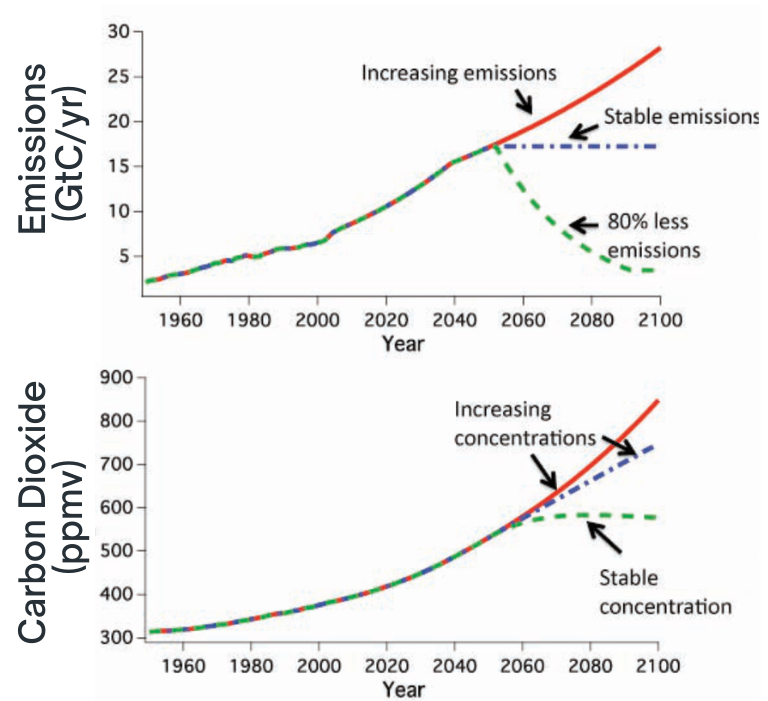 Emissions
(GtC/yr)
30
25
20
15
10
5
Increasing emissions
Stable emissions
80% less
emissions
1960 1980 2000 2020 2040 2060 2080 2100
Year
Carbon Dioxide
(ppmv)
900
800
700
600
500
400
300
Increasing
concentrations
Stable
concentration
1960 1980 2000 2020 2040 2060 2080 2100
Year